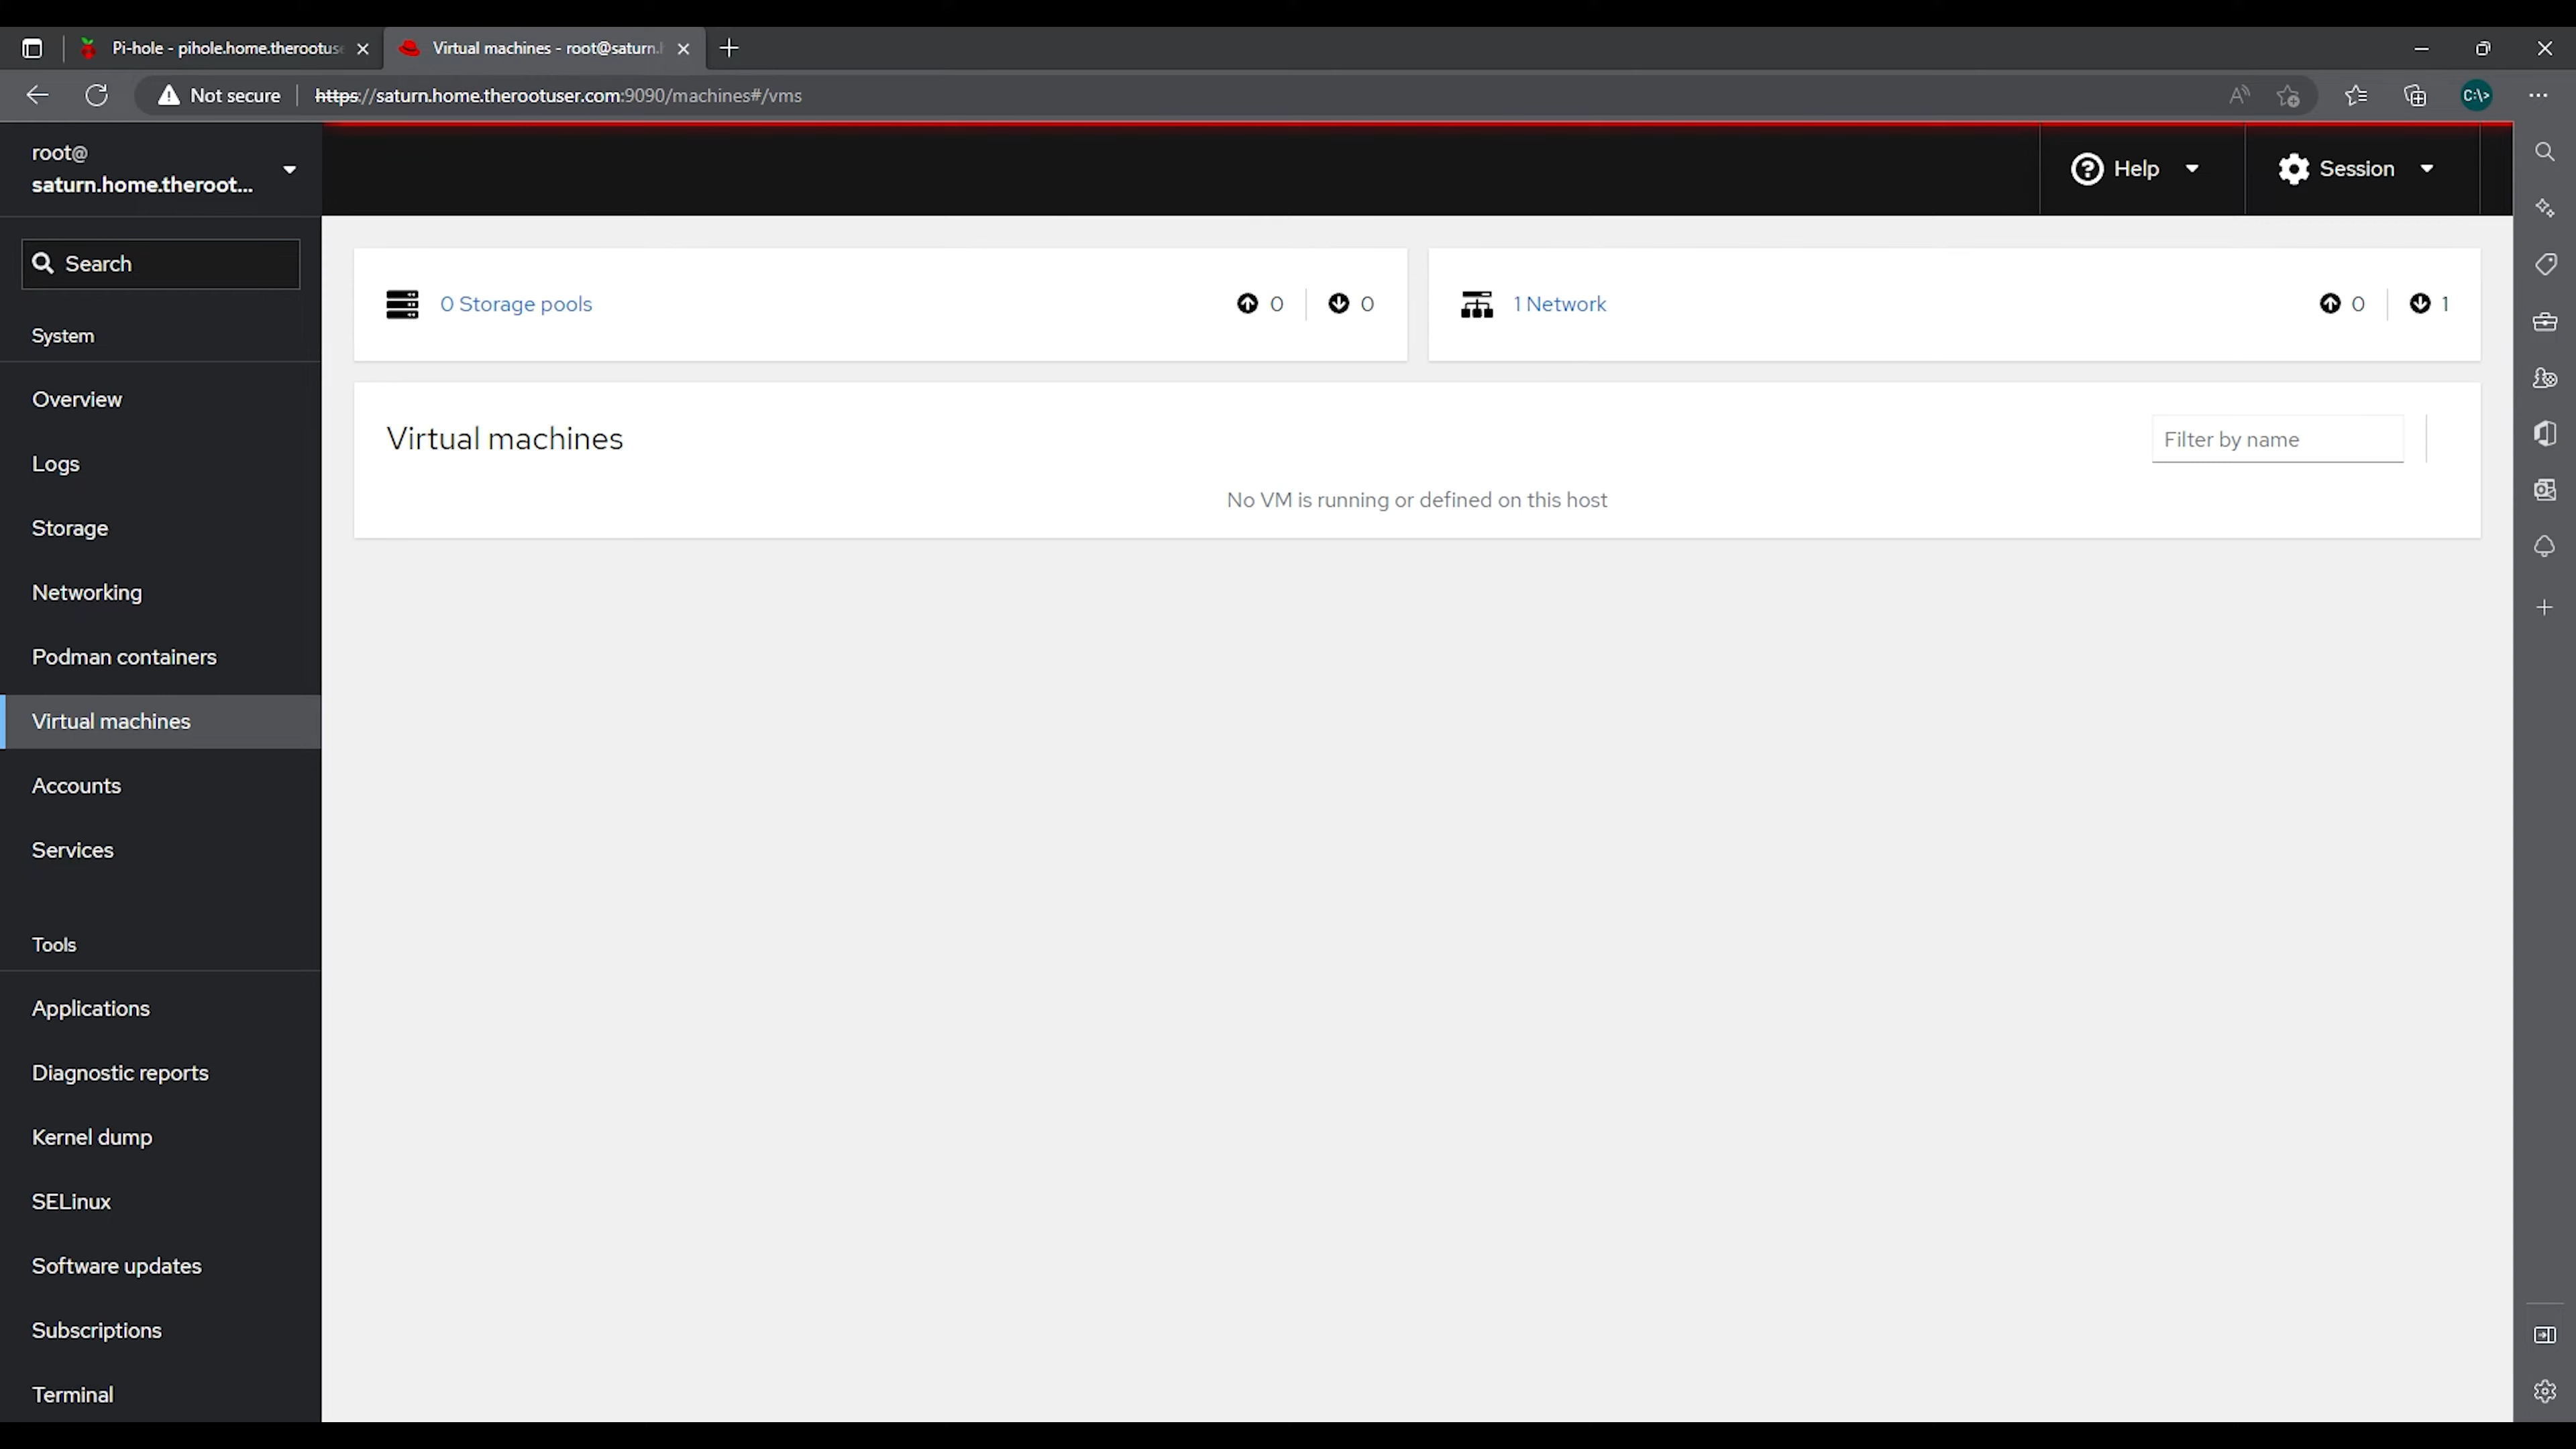 Pi-hole - pihole.home.therootuse
Virtual machines - root@saturn.h
Not secure
https://saturn.home.therootuser.com:9090/machines#/vms
C:\>
root@
saturn.home.theroot...
Help
Session
Search
0 Storage pools
0
0
1 Network
0
1
System
Overview
Logs
Storage
Networking
Podman containers
Virtual machines
Accounts
Services
Tools
Applications
Diagnostic reports
Kernel dump
SELinux
Software updates
Subscriptions
Terminal
Virtual machines
Filter by name
No VM is running or defined on this host